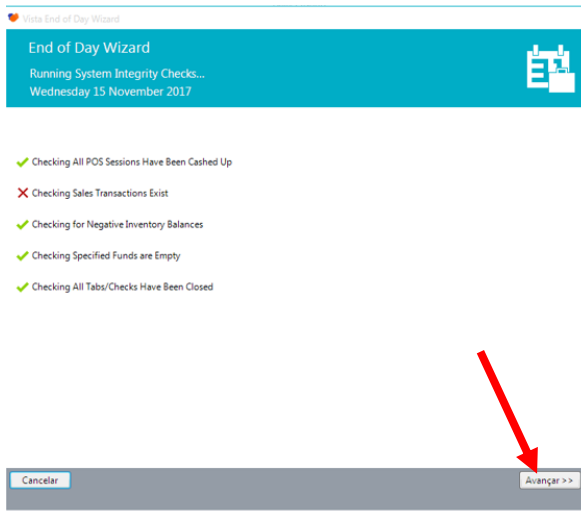 Vista End of Day Wizard
End of Day Wizard
Running System Integrity Checks...
Wednesday 15 November 2017
Checking All POS Sessions Have Been Cashed Up
Checking Sales Transactions Exist
Checking for Negative Inventory Balances
Checking Specified Funds are Empty
Checking All Tabs/Checks Have Been Closed
Cancelar
Avançar >>